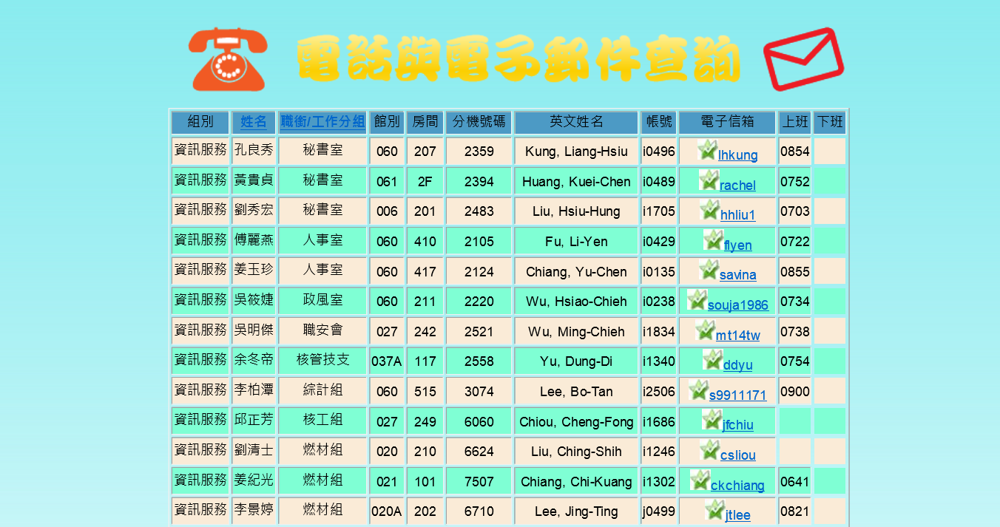 電話與電子郵件查詢
組別 姓名 職銜/工作分組 館別 房間 分機號碼 英文姓名 帳號 電子信箱 上班 下班
資訊服務 孔良秀 秘書室 060 207 2359 Kung, Liang-Hsiu i0496 lhkung 0854
資訊服務 黃貴貞 秘書室 061 2F 2394 Huang, Kuei-Chen i0489 rachel 0752
資訊服務 劉秀宏 秘書室 006 201 2483 Liu, Hsiu-Hung i1705 hhliu1 0703
資訊服務 傅麗燕 人事室 060 410 2105 Fu, Li-Yen i0429 flyen 0722
資訊服務 姜玉珍 人事室 060 417 2124 Chiang, Yu-Chen i0135 savina 0855
資訊服務 吳筱婕 政風室 060 211 2220 Wu, Hsiao-Chieh i0238 souja1986 0734
資訊服務 吳明傑 職安會 027 242 2521 Wu, Ming-Chieh i1834 mt14tw 0738
資訊服務 余冬帝 核管技支 037A 117 2558 Yu, Dung-Di i1340 ddyu 0754
資訊服務 李柏潭 綜計組 060 515 3074 Lee, Bo-Tan i2506 s9911171 0900
資訊服務 邱正芳 核工組 027 249 6060 Chiou, Cheng-Fong i1686 jfchiu
資訊服務 劉清士 燃材組 020 210 6624 Liu, Ching-Shih i1246 csliou
資訊服務 姜紀光 燃材組 021 101 7507 Chiang, Chi-Kuang i1302 ckchiang 0641
資訊服務 李景婷 燃材組 020A 202 6710 Lee, Jing-Ting j0499 jtlee 0821